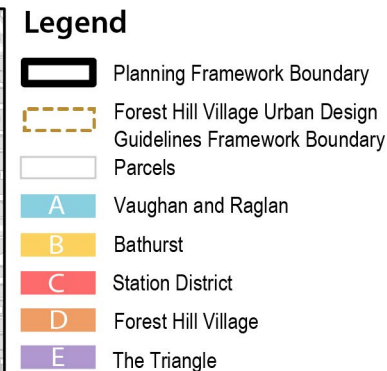 Legend
Planning Framework Boundary
Forest Hill Village Urban Design
Guidelines Framework Boundary
Parcels
A Vaughan and Raglan
B Bathurst
C Station District
D Forest Hill Village
E The Triangle